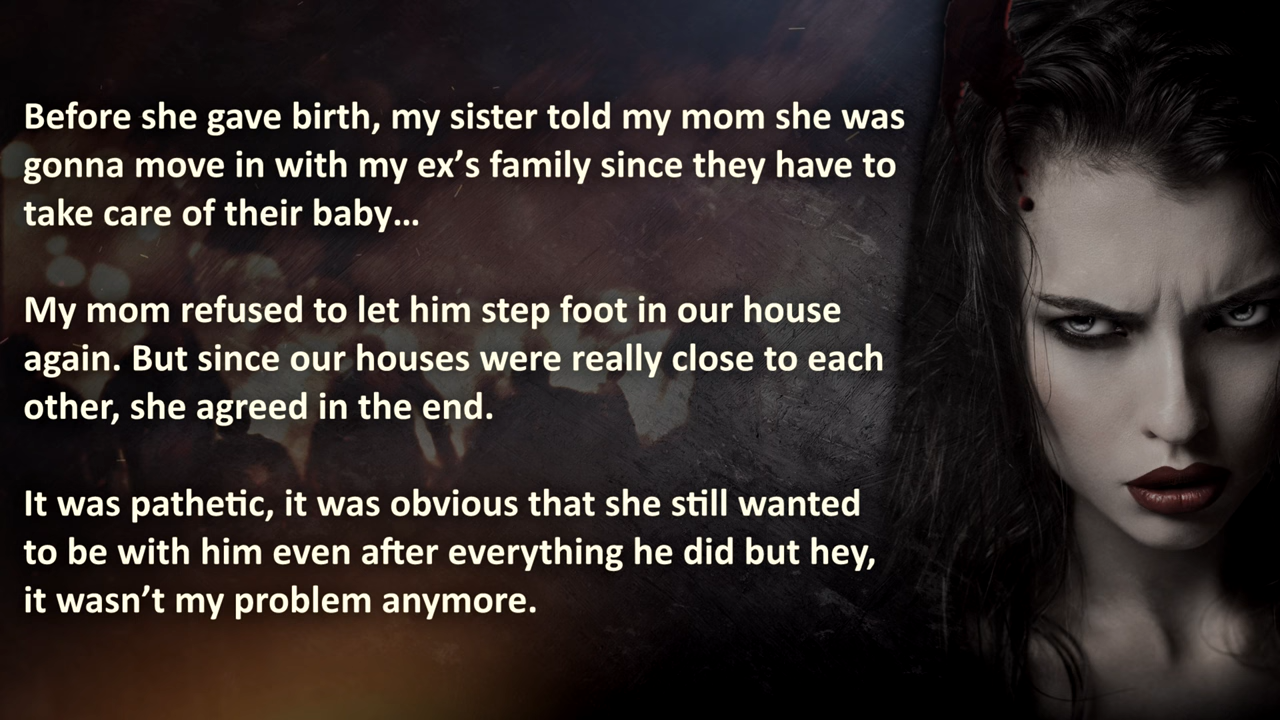 Before she gave birth, my sister told my mom she was
gonna move in with my ex’s family since they have to
take care of their baby…
My mom refused to let him step foot in our house
again. But since our houses were really close to each
other, she agreed in the end.
It was pathetic, it was obvious that she still wanted
to be with him even after everything he did but hey,
it wasn’t my problem anymore.